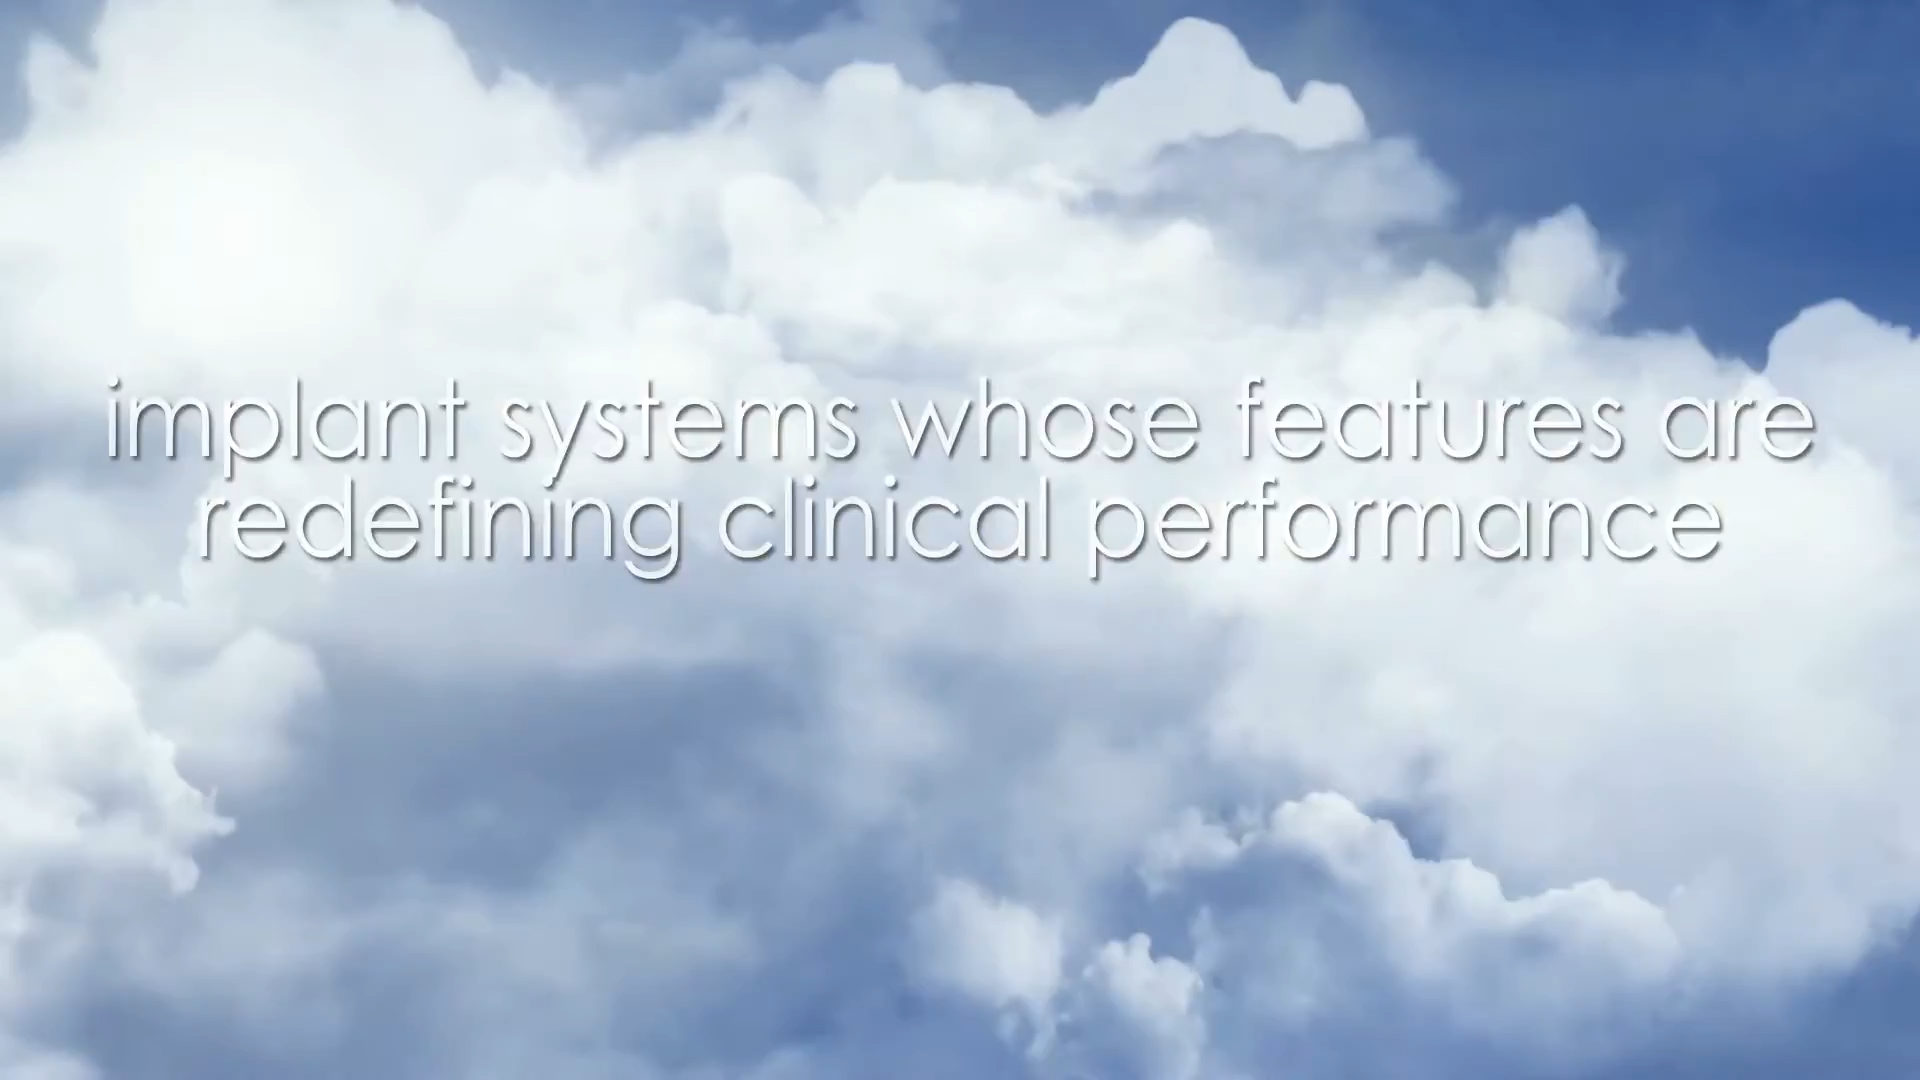 implant systems whose features are
redefining clinical performance